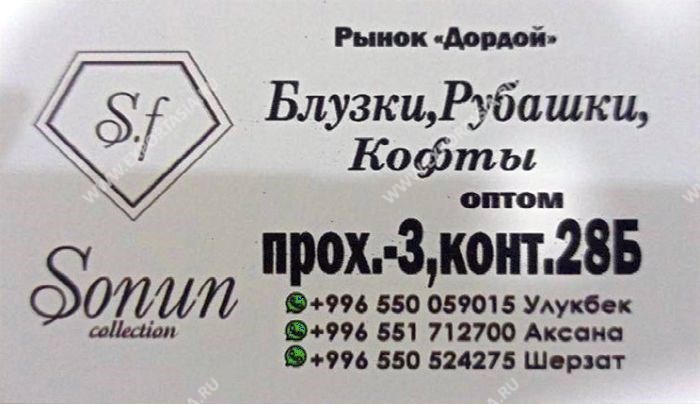 Рынок «Дордой»
S.f
Блузки,Рубашки,
Кофты
оптом
прох.-3,конт.28Б
Sonun
collection
+996 550 059015 Улукбек
+996 551 712700 Аксана
+996 550 524275 Шерзат